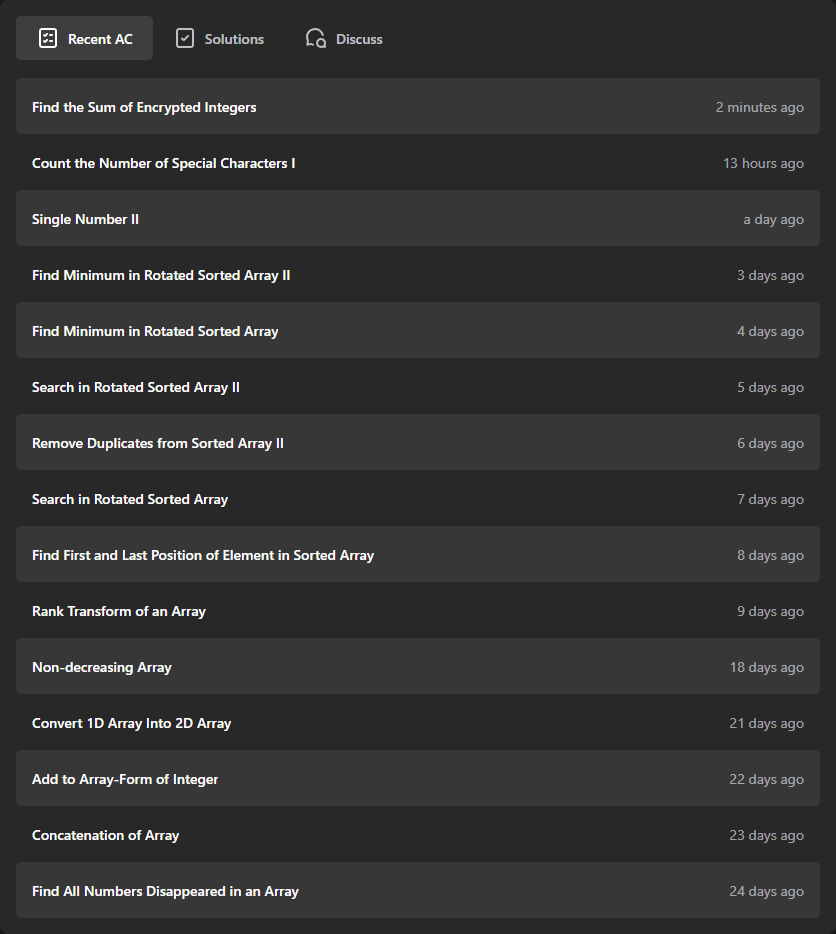 Recent AC Solutions Discuss
Find the Sum of Encrypted Integers 2 minutes ago
Count the Number of Special Characters I 13 hours ago
Single Number II a day ago
Find Minimum in Rotated Sorted Array II 3 days ago
Find Minimum in Rotated Sorted Array 4 days ago
Search in Rotated Sorted Array II 5 days ago
Remove Duplicates from Sorted Array II 6 days ago
Search in Rotated Sorted Array 7 days ago
Find First and Last Position of Element in Sorted Array 8 days ago
Rank Transform of an Array 9 days ago
Non-decreasing Array 18 days ago
Convert 1D Array Into 2D Array 21 days ago
Add to Array-Form of Integer 22 days ago
Concatenation of Array 23 days ago
Find All Numbers Disappeared in an Array 24 days ago